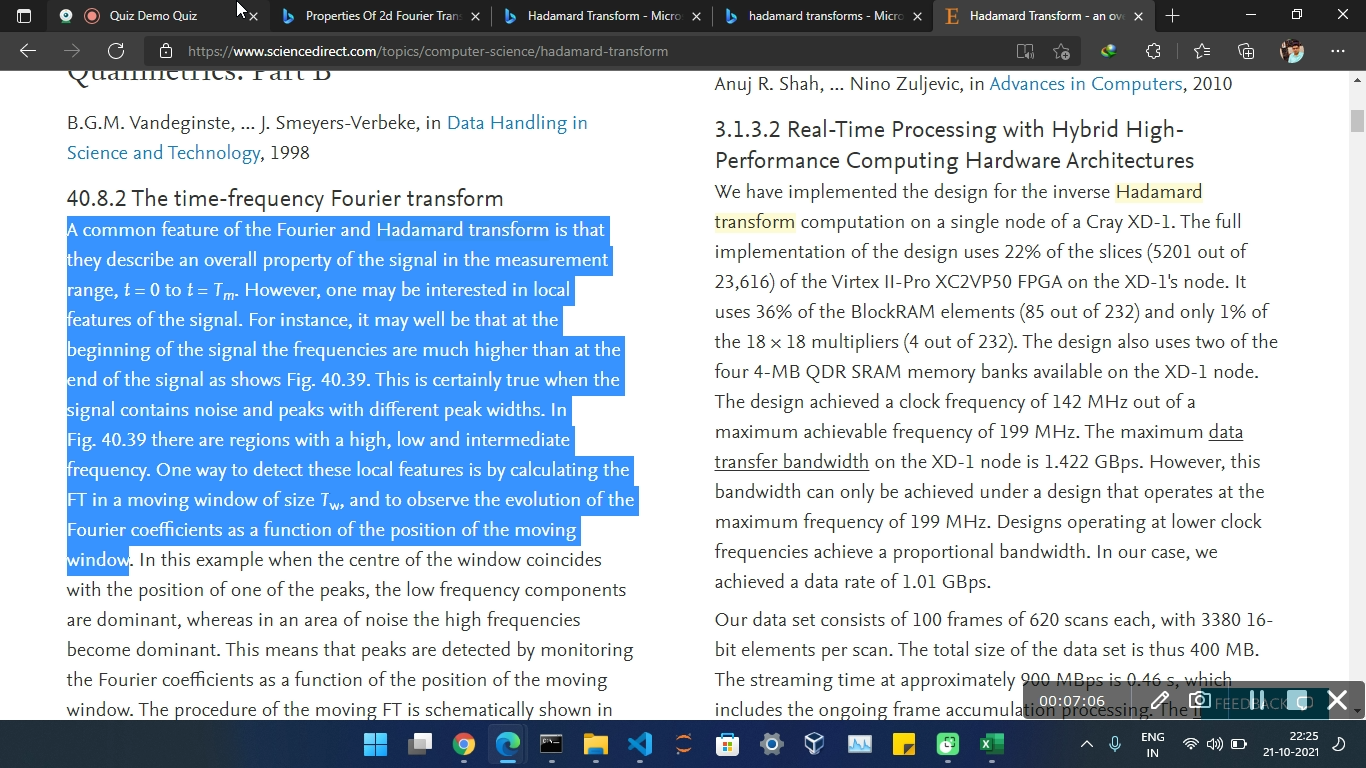 Quiz Demo Quiz
Properties Of 2d Fourier Tran
Hadamard Transform - Micro
hadamard transforms - Micro
Hadamard Transform - an ove
https://www.sciencedirect.com/topics/computer-science/hadamard-transform
Qualimetrics: Part B
B.G.M. Vandeginste, ... J. Smeyers-Verbeke, in Data Handling in
Science and Technology, 1998
40.8.2 The time-frequency Fourier transform
A common feature of the Fourier and Hadamard transform is that
they describe an overall property of the signal in the measurement
range, t = 0 to t = Tm. However, one may be interested in local
features of the signal. For instance, it may well be that at the
beginning of the signal the frequencies are much higher than at the
end of the signal as shows Fig. 40.39. This is certainly true when the
signal contains noise and peaks with different peak widths. In
Fig. 40.39 there are regions with a high, low and intermediate
frequency. One way to detect these local features is by calculating the
FT in a moving window of size Tw, and to observe the evolution of the
Fourier coefficients as a function of the position of the moving
window. In this example when the centre of the window coincides
with the position of one of the peaks, the low frequency components
are dominant, whereas in an area of noise the high frequencies
become dominant. This means that peaks are detected by monitoring
the Fourier coefficients as a function of the position of the moving
window. The procedure of the moving FT is schematically shown in
Anuj R. Shah, ... Nino Zuljevic, in Advances in Computers, 2010
3.1.3.2 Real-Time Processing with Hybrid High-
Performance Computing Hardware Architectures
We have implemented the design for the inverse Hadamard
transform computation on a single node of a Cray XD-1. The full
implementation of the design uses 22% of the slices (5201 out of
23,616) of the Virtex II-Pro XC2VP50 FPGA on the XD-1's node. It
uses 36% of the BlockRAM elements (85 out of 232) and only 1% of
the 18 × 18 multipliers (4 out of 232). The design also uses two of the
four 4-MB QDR SRAM memory banks available on the XD-1 node.
The design achieved a clock frequency of 142 MHz out of a
maximum achievable frequency of 199 MHz. The maximum data
transfer bandwidth on the XD-1 node is 1.422 GBps. However, this
bandwidth can only be achieved under a design that operates at the
maximum frequency of 199 MHz. Designs operating at lower clock
frequencies achieve a proportional bandwidth. In our case, we
achieved a data rate of 1.01 GBps.
Our data set consists of 100 frames of 620 scans each, with 3380 16-
bit elements per scan. The total size of the data set is thus 400 MB.
The streaming time at approximately 900 MBps is 0.46 s, which
includes the ongoing frame accumulation processing. The
00:07:06
FEEDBACK
ENG
IN
22:25
21-10-2021